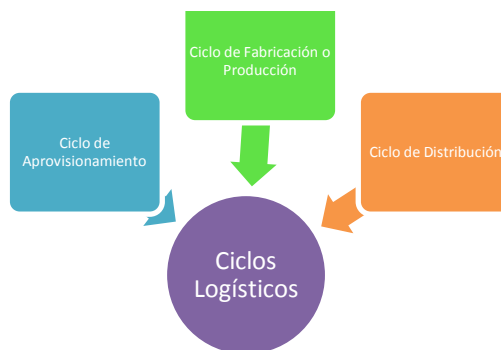 Ciclo de Fabricación o
Producción
Ciclo de
Aprovisionamiento
Ciclo de Distribución
Ciclos
Logísticos